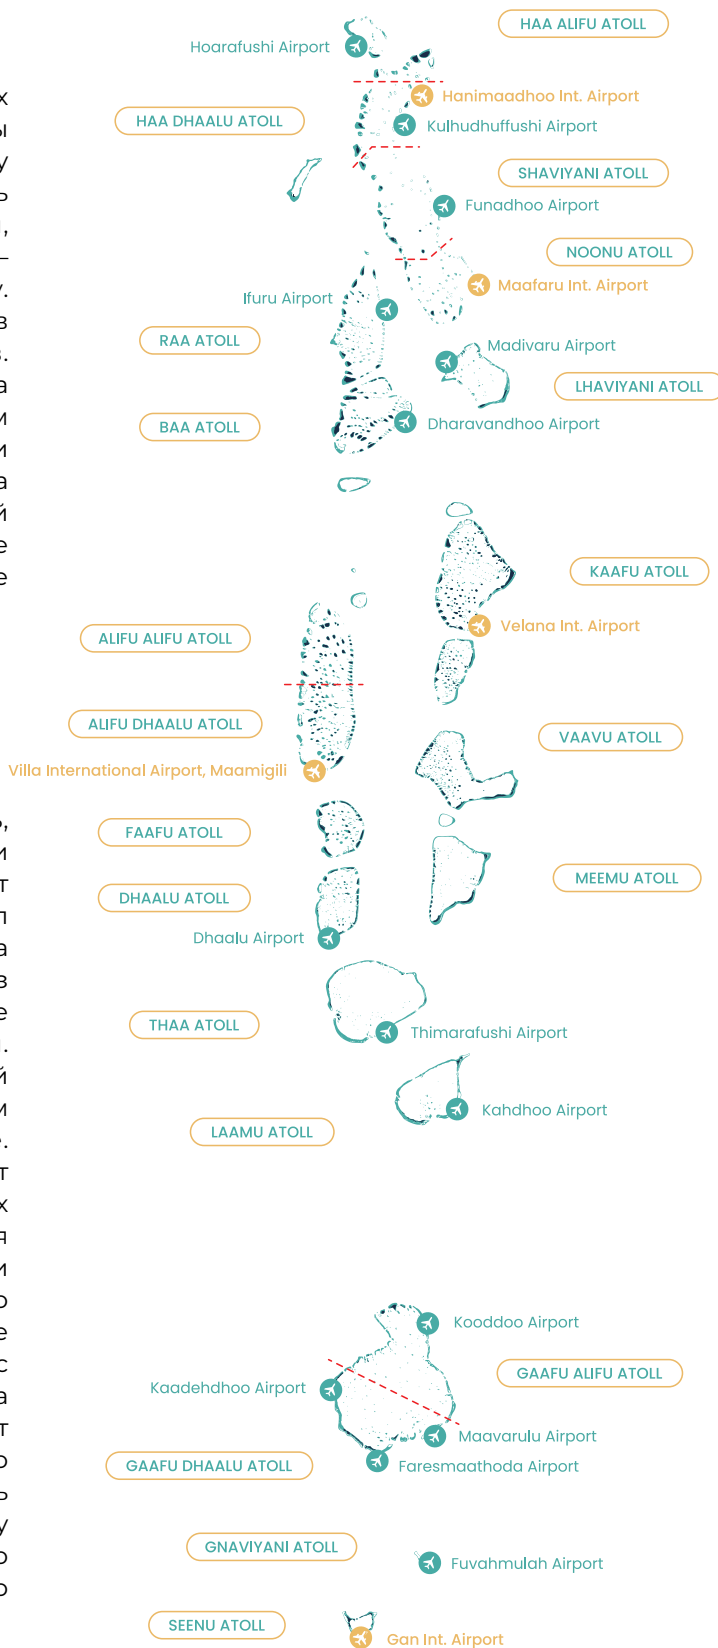 HAA ALIFU ATOLL
Hoarafushi Airport
Hanimaadhoo Int. Airport
HAA DHAALU ATOLL
Kulhudhuffushi Airport
SHAVIYANI ATOLL
Funadhoo Airport
NOONU ATOLL
Maafaru Int. Airport
Ifuru Airport
RAA ATOLL
Madivaru Airport
LHAVIYANI ATOLL
BAA ATOLL
Dharavandhoo Airport
KAAFU ATOLL
Velana Int. Airport
ALIFU ALIFU ATOLL
ALIFU DHAALU ATOLL
VAAVU ATOLL
Villa International Airport, Maamigili
FAAFU ATOLL
MEEMU ATOLL
DHAALU ATOLL
Dhaalu Airport
THAA ATOLL
Thimarafushi Airport
Kahdhoo Airport
LAAMU ATOLL
Kooddoo Airport
GAAFU ALIFU ATOLL
Kaadehdhoo Airport
Maavarulu Airport
GAAFU DHAALU ATOLL
Faresmaathoda Airport
GNAVIYANI ATOLL
Fuvahmulah Airport
SEENU ATOLL
Gan Int. Airport